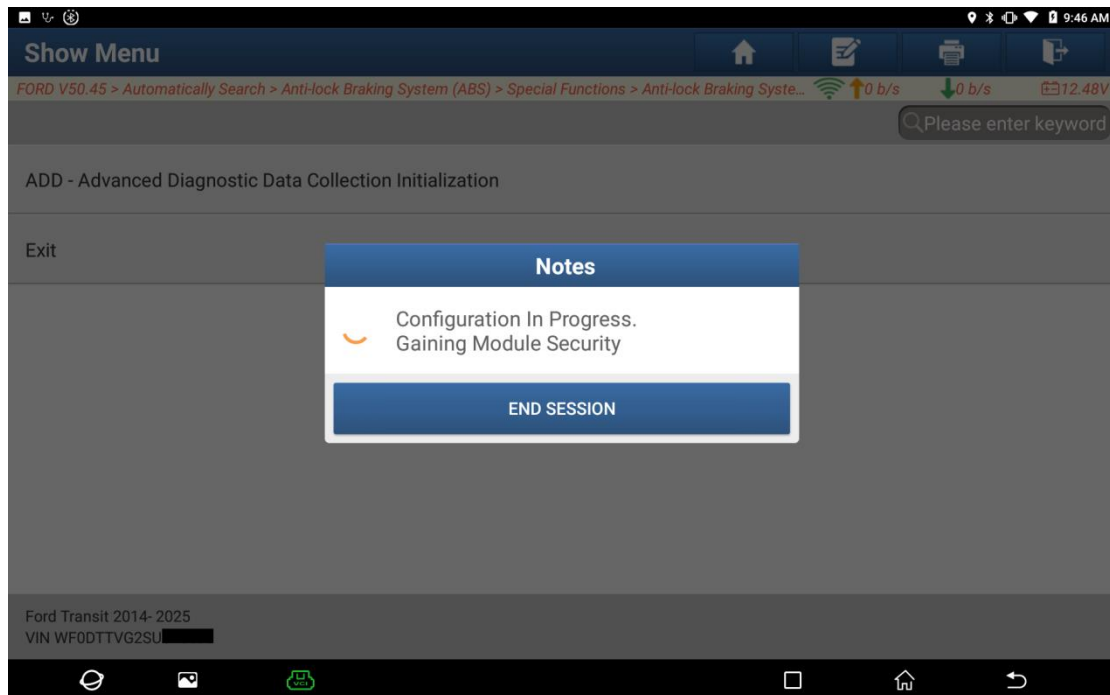 9:46 AM
Show Menu
FORD V50.45 > Automatically Search > Anti-lock Braking System (ABS) > Special Functions > Anti-lock Braking Syste...
0 b/s
0 b/s
12.48V
Please enter keyword
ADD - Advanced Diagnostic Data Collection Initialization
Exit
Notes
Configuration In Progress.
Gaining Module Security
END SESSION
Ford Transit 2014- 2025
VIN WF0DTTVG2SU
VCI